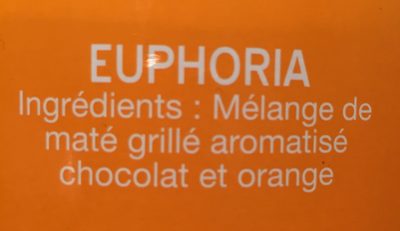 EUPHORIA
Ingrédients : Mélange de
maté grillé aromatisé
chocolat et orange